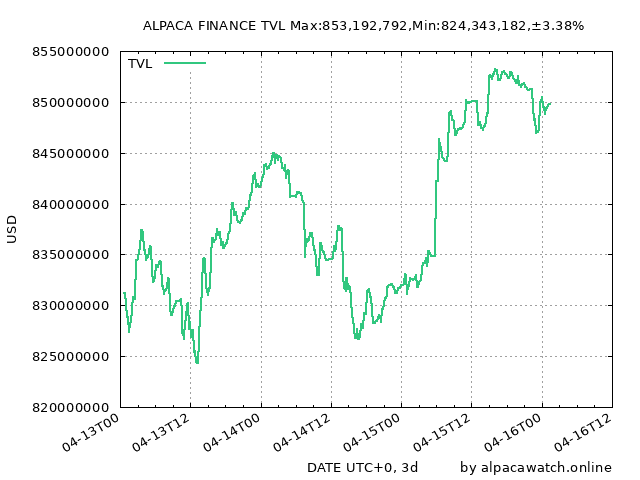 ALPACA FINANCE TVL Max:853,192,792,Min:824,343,182,±3.38%
TVL
855000000
850000000
845000000
840000000
835000000
830000000
825000000
820000000
USD
04-13T00
04-13T12
04-14T00
04-14T12
04-15T00
04-15T12
04-16T00
04-16T12
DATE UTC+0, 3d
by alpacawatch.online